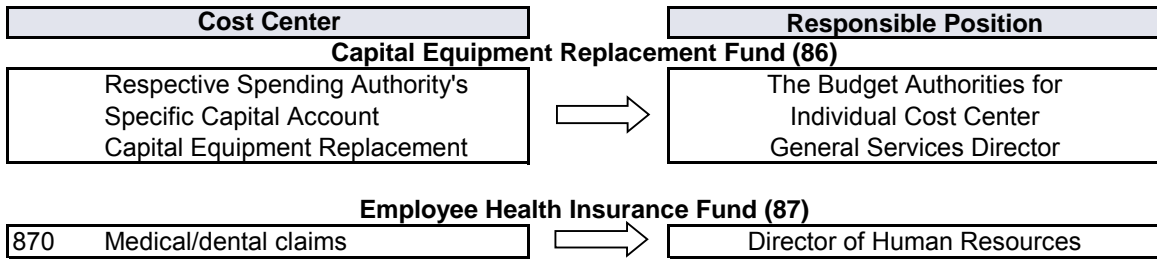 Cost Center Responsible Position
Capital Equipment Replacement Fund (86)
Respective Spending Authority's The Budget Authorities for
Specific Capital Account Individual Cost Center
Capital Equipment Replacement General Services Director
Employee Health Insurance Fund (87)
870 Medical/dental claims Director of Human Resources